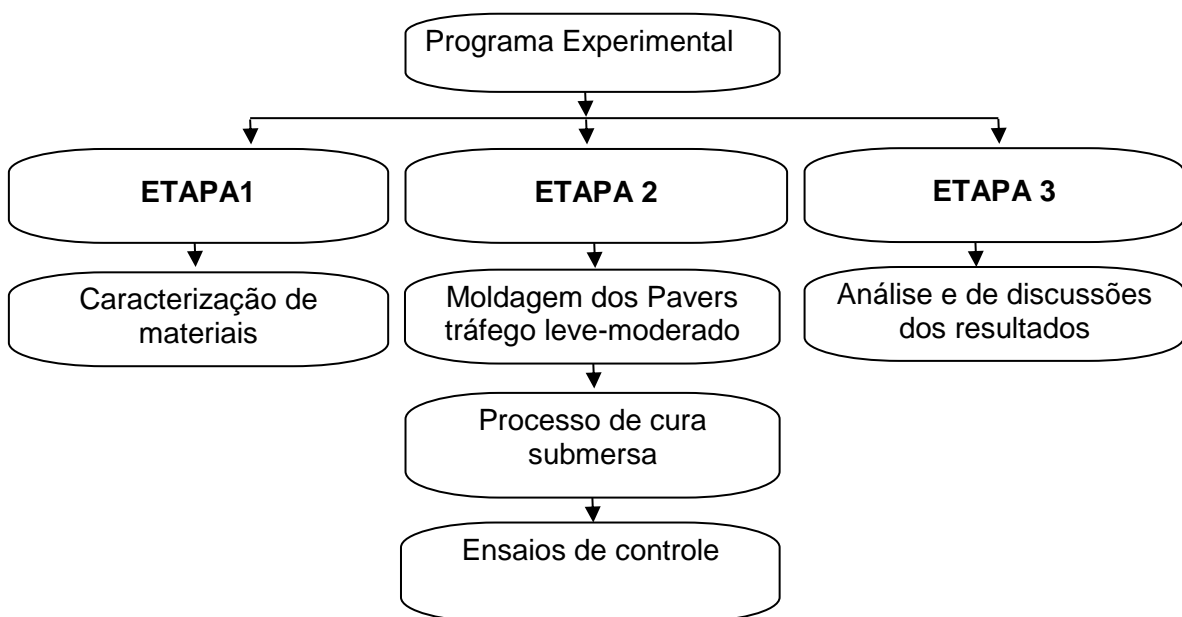 Programa Experimental
ETAPA1
ETAPA 2
ETAPA 3
Caracterização de
materiais
Moldagem dos Pavers
tráfego leve-moderado
Análise e de discussões
dos resultados
Processo de cura
submersa
Ensaios de controle